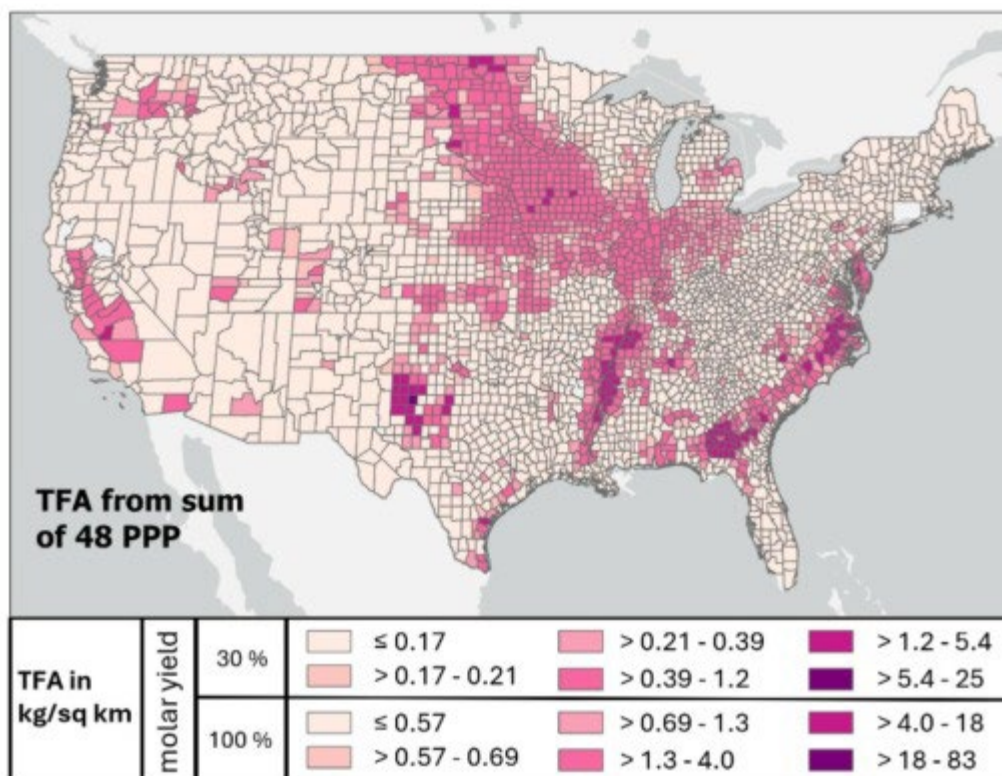 TFA from sum
of 48 PPP
TFA in
kg/sq km
molar yield
30 %
≤ 0.17
> 0.21 - 0.39
> 1.2 - 5.4
> 0.17 - 0.21
> 0.39 - 1.2
> 5.4 - 25
100 %
≤ 0.57
> 0.69 - 1.3
> 4.0 - 18
> 0.57 - 0.69
> 1.3 - 4.0
> 18 - 83